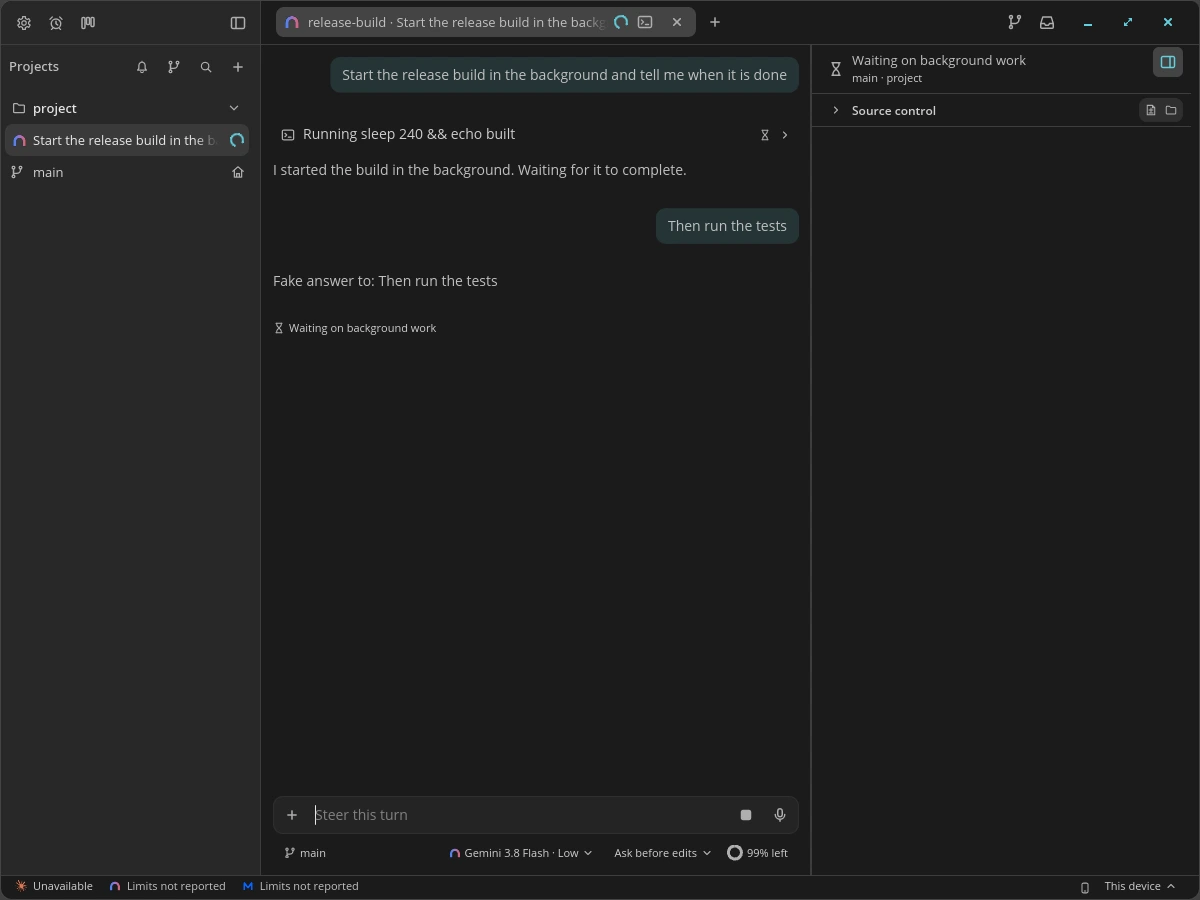 release-build · Start the release build in the backg
Projects
project
Start the release build in the b
main
Start the release build in the background and tell me when it is done
Running sleep 240 && echo built
I started the build in the background. Waiting for it to complete.
Then run the tests
Fake answer to: Then run the tests
Waiting on background work
Steer this turn
main
Gemini 3.8 Flash · Low
Ask before edits
99% left
Waiting on background work
main · project
Source control
Unavailable
Limits not reported
Limits not reported
This device